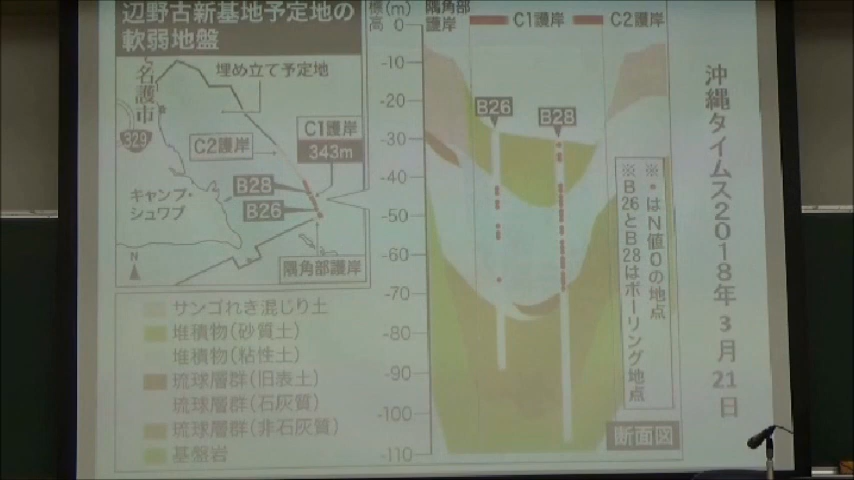 辺野古新基地予定地の
軟弱地盤
名護市
329
埋め立て予定地
C2護岸
C1護岸
343m
B28
B26
キャンプ・
シュワブ
隅角部護岸
N
サンゴれき混じり土
堆積物(砂質土)
堆積物(粘性土)
琉球層群(旧表土)
琉球層群(石灰質)
琉球層群(非石灰質)
基盤岩
標高(m)
隅角部
護岸
C1護岸
C2護岸
0
-10
-20
-30
-40
-50
-60
-70
-80
-90
-100
-110
B26
B28
※・はN値0の地点
※B26とB28はボーリング地点
断面図
沖縄タイムス2018年3月21日